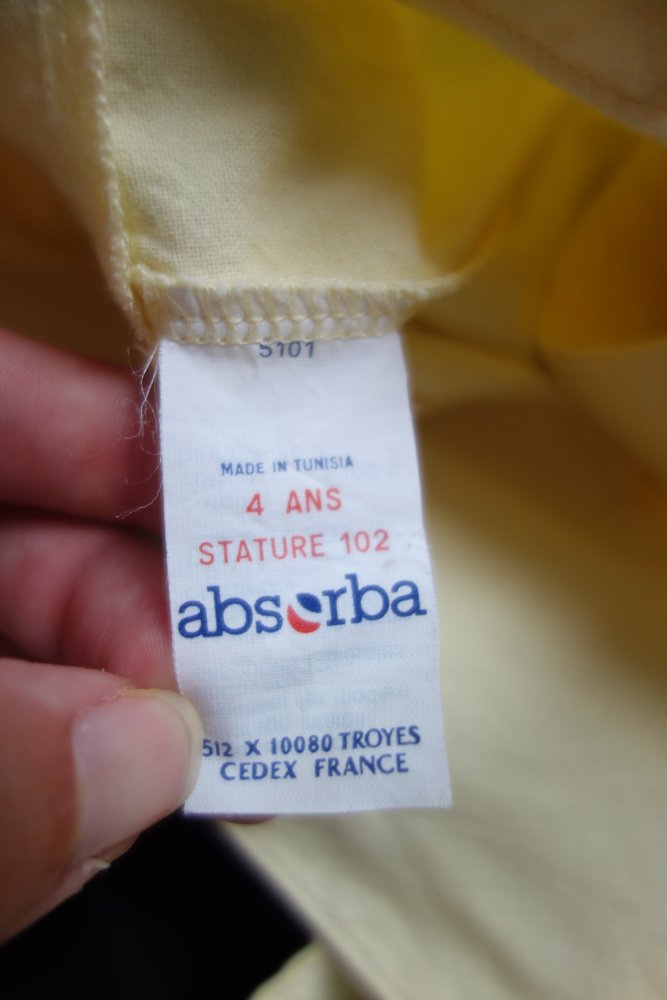 5101
MADE IN TUNISIA
4 ANS
STATURE 102
absorba
512 X 10080 TROYES
CEDEX FRANCE